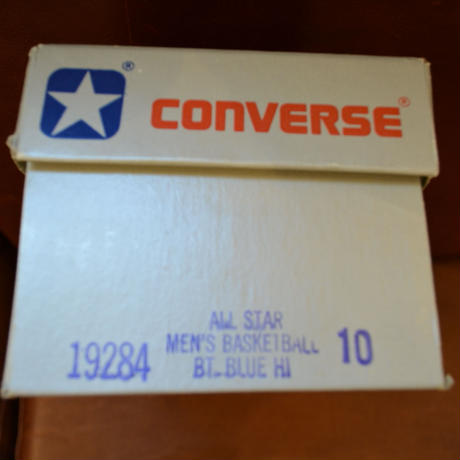 ® CONVERSE®
ALL STAR
19284 MEN'S BASKETBALL 10
BT. BLUE HI